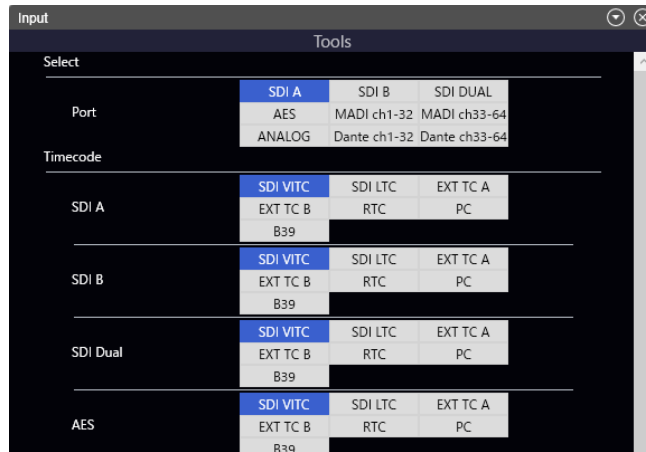 Input
Tools
Select
SDI A SDI B SDI DUAL
Port AES MADI ch1-32 MADI ch33-64
ANALOG Dante ch1-32 Dante ch33-64
Timecode
SDI VITC SDI LTC EXT TC A
SDI A EXT TC B RTC PC
B39
SDI VITC SDI LTC EXT TC A
SDI B EXT TC B RTC PC
B39
SDI VITC SDI LTC EXT TC A
SDI Dual EXT TC B RTC PC
B39
SDI VITC SDI LTC EXT TC A
AES EXT TC B RTC PC
B39